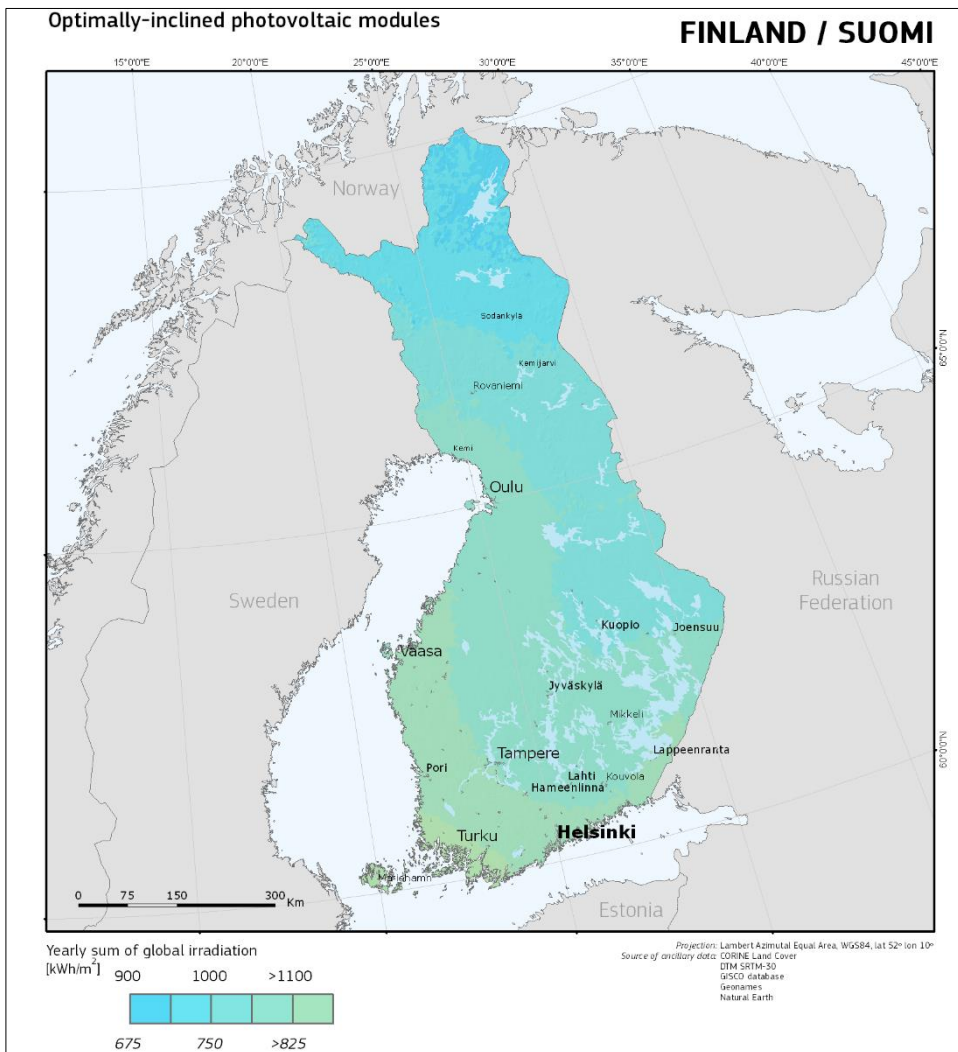 Optimally-inclined photovoltaic modules
FINLAND / SUOMI
15°0'0"E 20°0'0"E 25°0'0"E 30°0'0"E 35°0'0"E 40°0'0"E 45°0'0"E
Norway
Sodankylä
65°0'0"N
Kemijarvi
Rovaniemi
Kemi
Oulu
Russian
Federation
Sweden
Kuopio
Joensuu
Vaasa
Jyväskylä
Mikkeli
Lappeenranta
60°0'0"N
Tampere
Pori
Lahti
Kouvola
Hameenlinna
Helsinki
Turku
Mariehamn
0 75 150 300 Km
Estonia
Yearly sum of global irradiation
[kWh/m²]
900 1000 >1100
675 750 >825
Projection: Lambert Azimutal Equal Area, WGS84, lat 52º lon 10º
Source of ancillary data: CORINE Land Cover
DTM SRTM-30
GISCO database
Geonames
Natural Earth